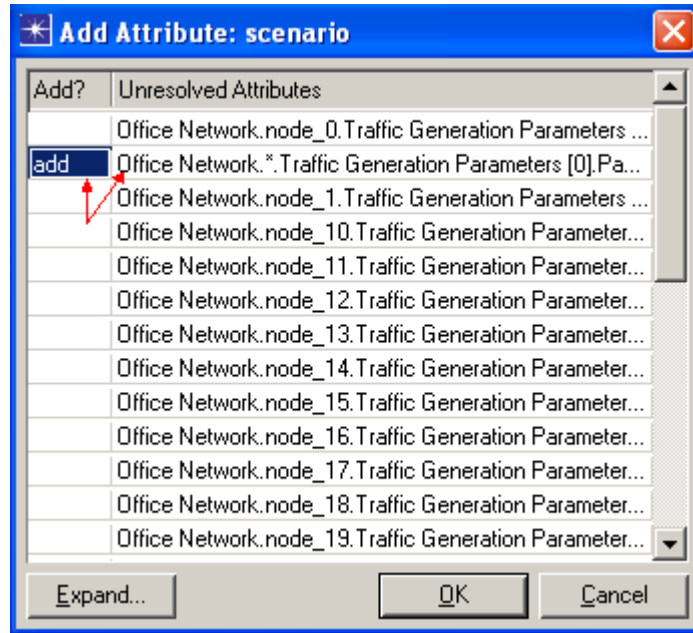 Add Attribute: scenario
Add? Unresolved Attributes
Office Network.node_0.Traffic Generation Parameters ...
add Office Network.*.Traffic Generation Parameters [0].Pa...
Office Network.node_1.Traffic Generation Parameters ...
Office Network.node_10.Traffic Generation Parameter...
Office Network.node_11.Traffic Generation Parameter...
Office Network.node_12.Traffic Generation Parameter...
Office Network.node_13.Traffic Generation Parameter...
Office Network.node_14.Traffic Generation Parameter...
Office Network.node_15.Traffic Generation Parameter...
Office Network.node_16.Traffic Generation Parameter...
Office Network.node_17.Traffic Generation Parameter...
Office Network.node_18.Traffic Generation Parameter...
Office Network.node_19.Traffic Generation Parameter...
Expand... OK Cancel